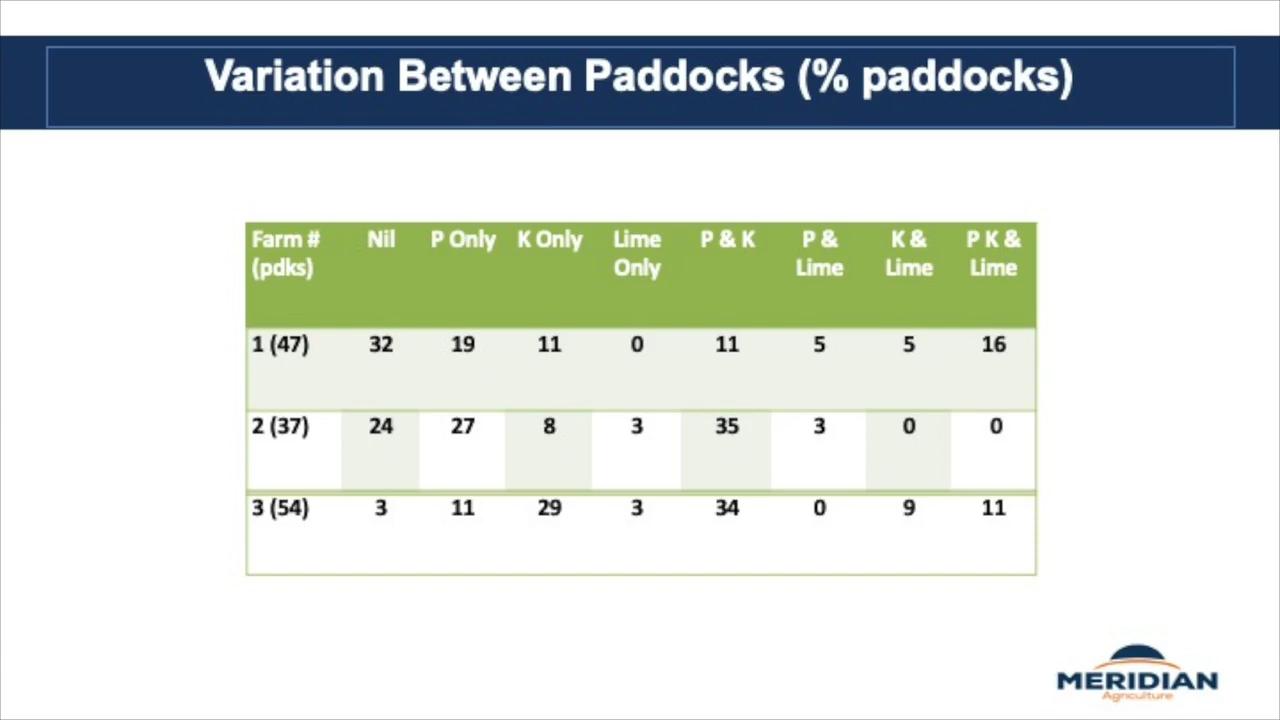 Variation Between Paddocks (% paddocks)
Farm # Nil P Only K Only Lime P & K P & K & P K &
(pdks) Only Lime Lime Lime
1 (47) 32 19 11 0 11 5 5 16
2 (37) 24 27 8 3 35 3 0 0
3 (54) 3 11 29 3 34 0 9 11
MERIDIAN
Agriculture